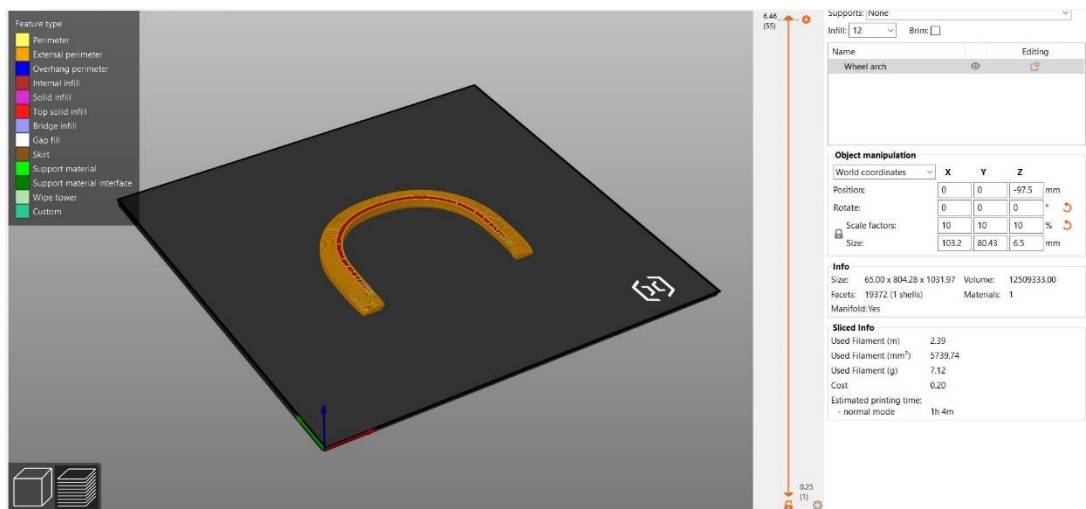 Feature type
Perimeter
External perimeter
Overhang perimeter
Internal infill
Solid infill
Top solid infill
Bridge infill
Gap fill
Skirt
Support material
Support material interface
Wipe tower
Custom
6.46
(55)
0.25
(1)
Supports: None
Infill: 12 Brim:
Name Editing
Wheel arch
Object manipulation
World coordinates X Y Z
Position: 0 0 -97.5 mm
Rotate: 0 0 0 °
Scale factors: 10 10 10 %
Size: 103.2 80.43 6.5 mm
Info
Size: 65.00 x 804.28 x 1031.97 Volume: 12509333.00
Facets: 19372 (1 shells) Materials: 1
Manifold: Yes
Sliced Info
Used Filament (m) 2.39
Used Filament (mm³) 5739.74
Used Filament (g) 7.12
Cost 0.20
Estimated printing time:
- normal mode 1h 4m